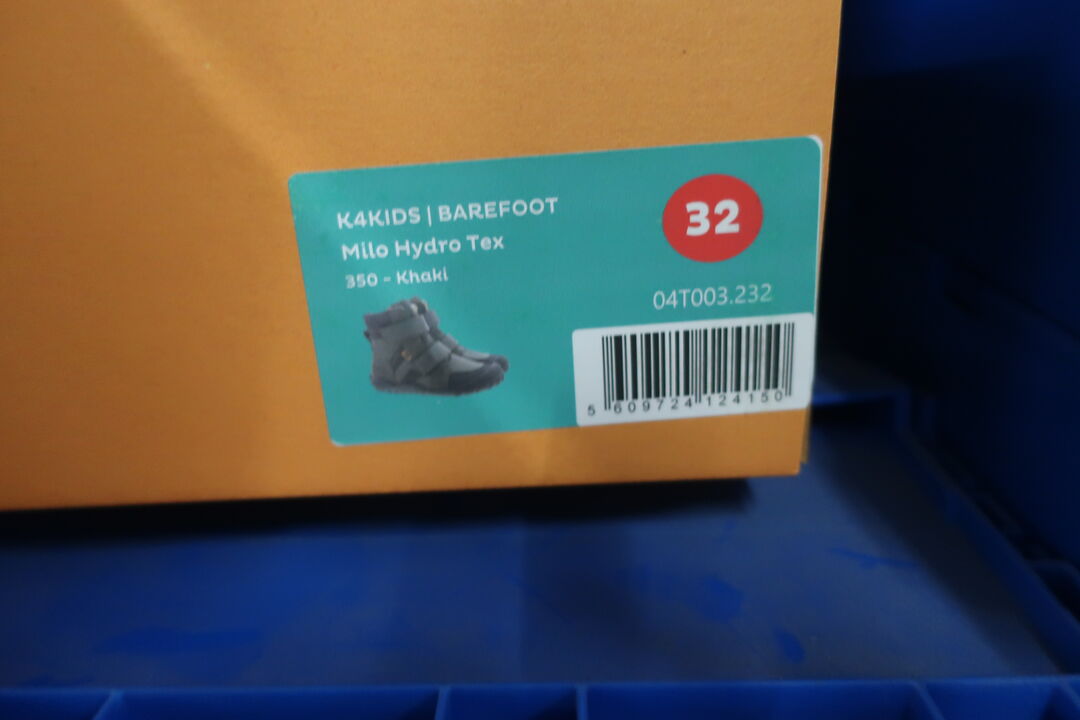 K4KIDS | BAREFOOT
Milo Hydro Tex
350 - Khaki
32
04T003.232
5 609724 124150